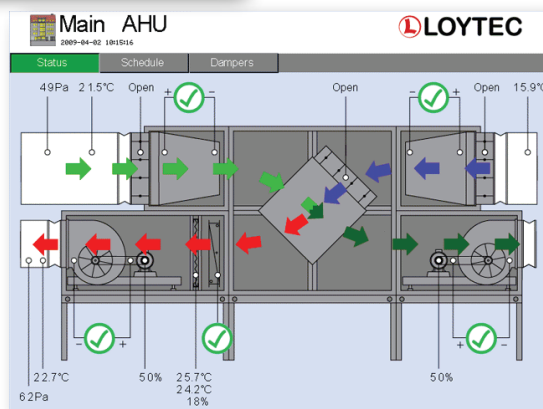 Main AHU
2009-04-02 10:15:16
LOYTEC
Status Schedule Dampers
49Pa 21.5°C Open + - Open - + Open 15.9°C
- + + -
22.7°C 50% 25.7°C 50%
24.2°C
62Pa 18%